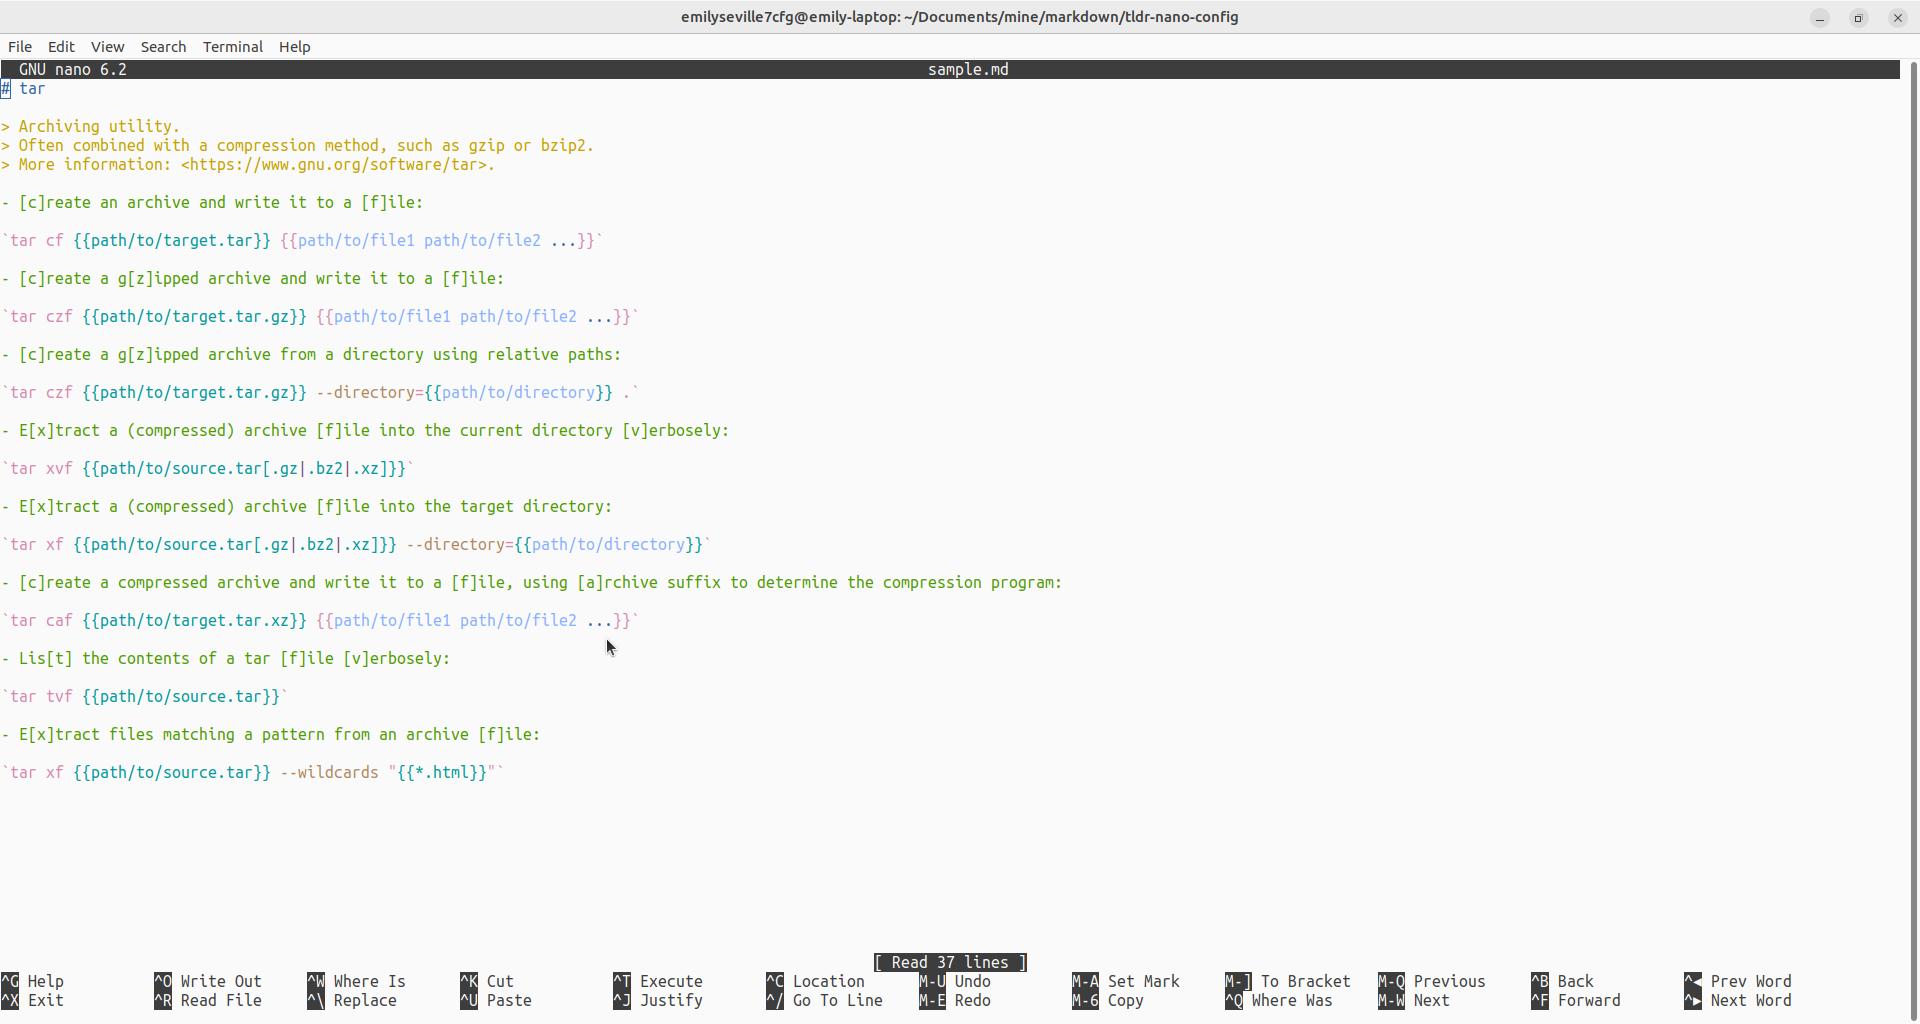 emilyseville7cfg@emily-laptop: ~/Documents/mine/markdown/tldr-nano-config
File Edit View Search Terminal Help
GNU nano 6.2 sample.md
# tar
> Archiving utility.
> Often combined with a compression method, such as gzip or bzip2.
> More information: <https://www.gnu.org/software/tar>.
- [c]reate an archive and write it to a [f]ile:
`tar cf {{path/to/target.tar}} {{path/to/file1 path/to/file2 ...}}`
- [c]reate a g[z]ipped archive and write it to a [f]ile:
`tar czf {{path/to/target.tar.gz}} {{path/to/file1 path/to/file2 ...}}`
- [c]reate a g[z]ipped archive from a directory using relative paths:
`tar czf {{path/to/target.tar.gz}} --directory={{path/to/directory}} .`
- E[x]tract a (compressed) archive [f]ile into the current directory [v]erbosely:
`tar xvf {{path/to/source.tar[.gz|.bz2|.xz]}}`
- E[x]tract a (compressed) archive [f]ile into the target directory:
`tar xf {{path/to/source.tar[.gz|.bz2|.xz]}} --directory={{path/to/directory}}`
- [c]reate a compressed archive and write it to a [f]ile, using [a]rchive suffix to determine the compression program:
`tar caf {{path/to/target.tar.xz}} {{path/to/file1 path/to/file2 ...}}`
- Lis[t] the contents of a tar [f]ile [v]erbosely:
`tar tvf {{path/to/source.tar}}`
- E[x]tract files matching a pattern from an archive [f]ile:
`tar xf {{path/to/source.tar}} --wildcards "{{*.html}}"`
[ Read 37 lines ]
^G Help ^O Write Out ^W Where Is ^K Cut ^T Execute ^C Location M-U Undo M-A Set Mark M-] To Bracket M-Q Previous ^B Back ^◀ Prev Word
^X Exit ^R Read File ^\ Replace ^U Paste ^J Justify ^/ Go To Line M-E Redo M-6 Copy ^Q Where Was M-W Next ^F Forward ^▶ Next Word